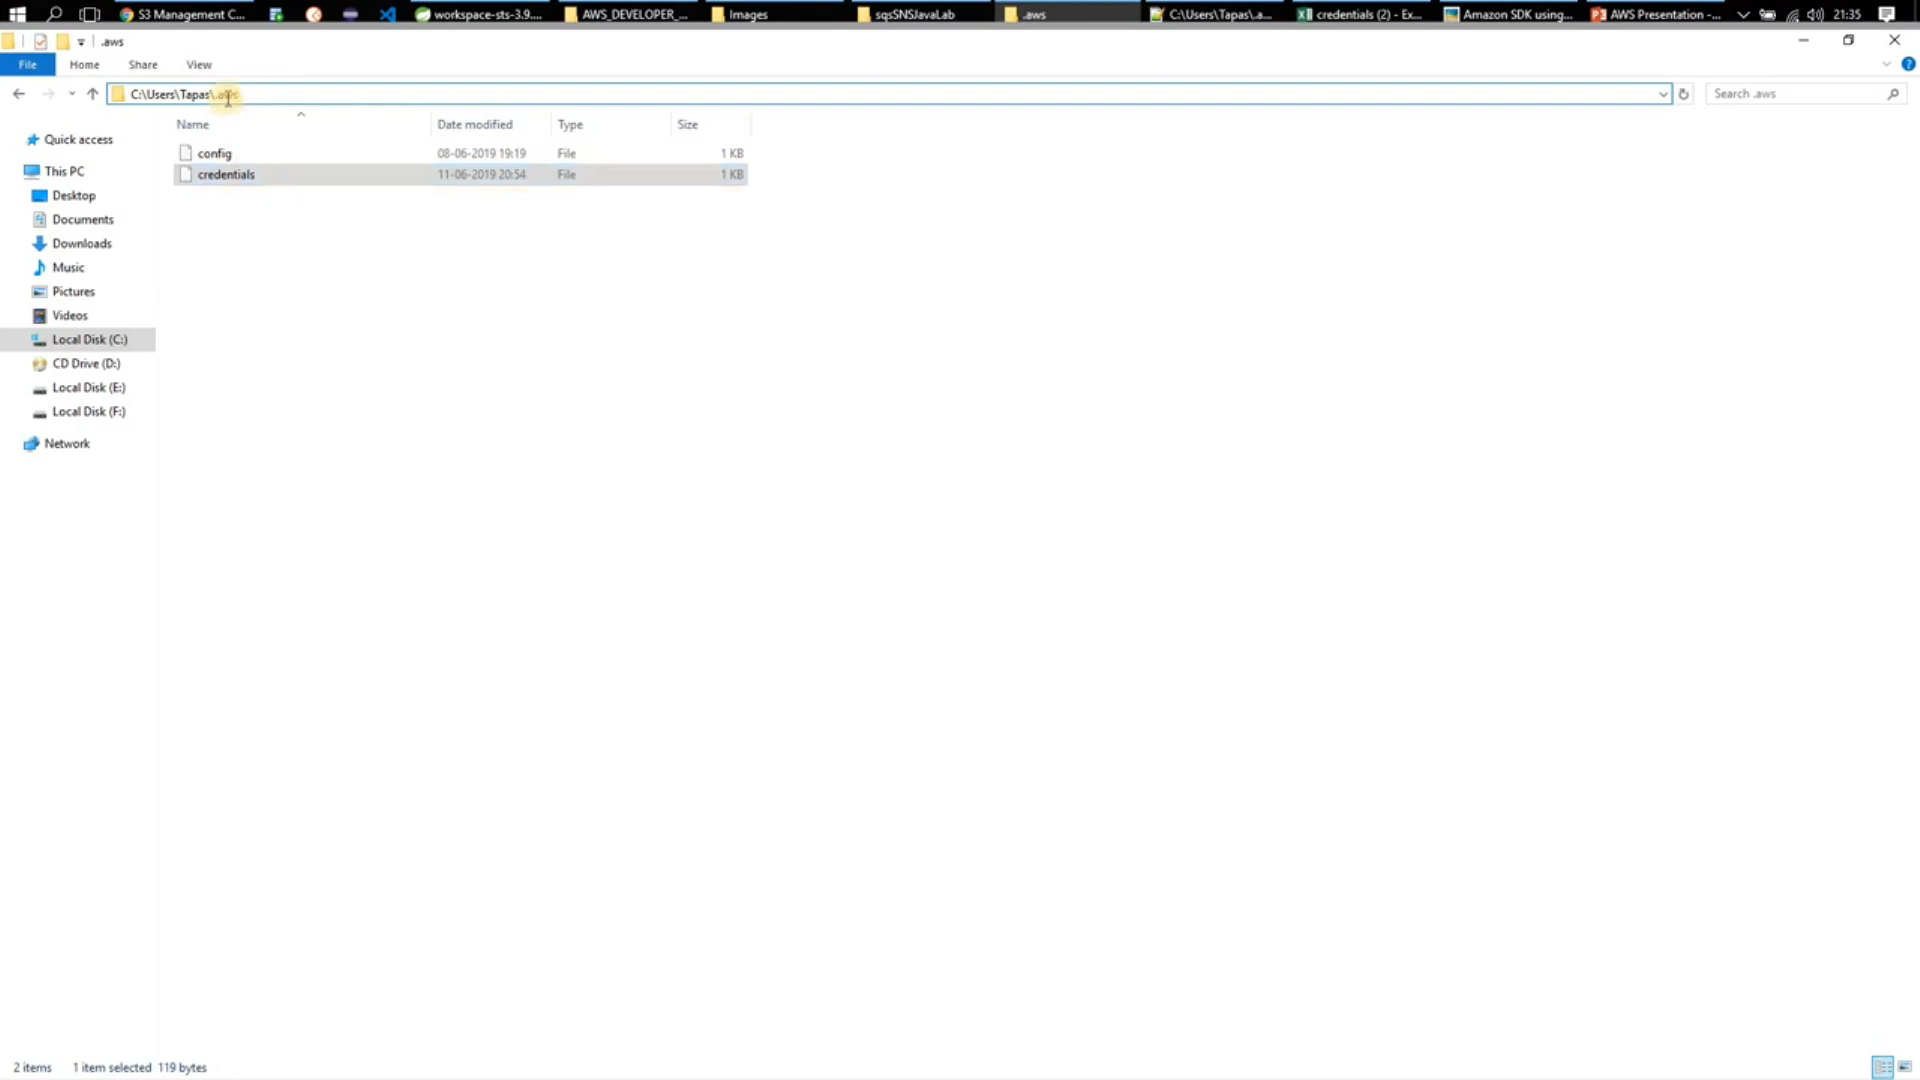 S3 Management C...
workspace-sts-3.9....
AWS_DEVELOPER_...
Images
sqsSNSJavaLab
.aws
C:\Users\Tapas\.a...
credentials (2) - Ex...
Amazon SDK using...
AWS Presentation -...
21:35
.aws
File
Home
Share
View
C:\Users\Tapas\.aws
Search .aws
Name
Date modified
Type
Size
config
08-06-2019 19:19
File
1 KB
credentials
11-06-2019 20:54
File
1 KB
Quick access
This PC
Desktop
Documents
Downloads
Music
Pictures
Videos
Local Disk (C:)
CD Drive (D:)
Local Disk (E:)
Local Disk (F:)
Network
2 items
1 item selected 119 bytes